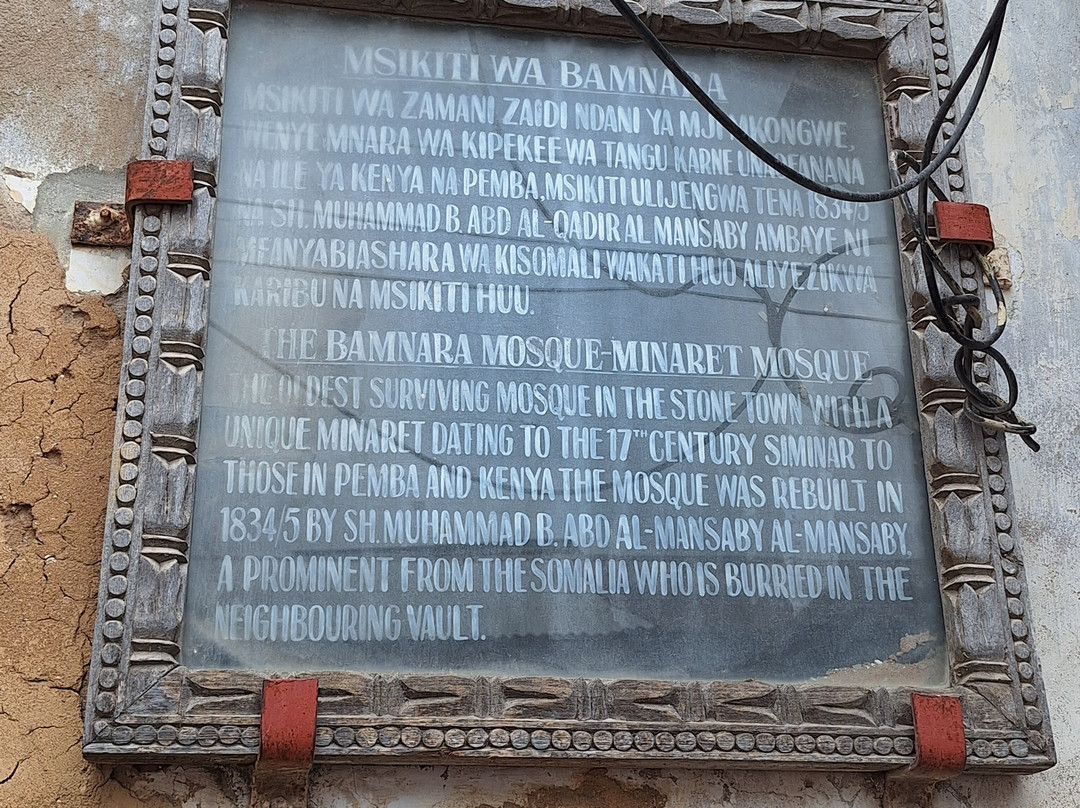 MSIKITI WA BAMNARA
MSIKITI WA ZAMANI ZAIDI NDANI YA MJI MKONGWE,
WENYE MNARA WA KIPEKEE WA TANGU KARNE
NA ILE YA KENYA NA PEMBA, MSIKITI ULIJENGWA TENA 1834/5
NA SH. MUHAMMAD B. ABD AL-QADIR AL MANSABY AMBAYE NI
MFANYABIASHARA WA KISOMALI WAKATI HUO ALIYEZIKWA
KARIBU NA MSIKITI HUU.
THE BAMNARA MOSQUE-MINARET MOSQUE
THE OLDEST SURVIVING MOSQUE IN THE STONE TOWN WITH A
UNIQUE MINARET DATING TO THE 17TH CENTURY SIMINAR TO
THOSE IN PEMBA AND KENYA THE MOSQUE WAS REBUILT IN
1834/5 BY SH. MUHAMMAD B. ABD AL-MANSABY AL-MANSABY,
A PROMINENT FROM THE SOMALIA WHO IS BURRIED IN THE
NEIGHBOURING VAULT.